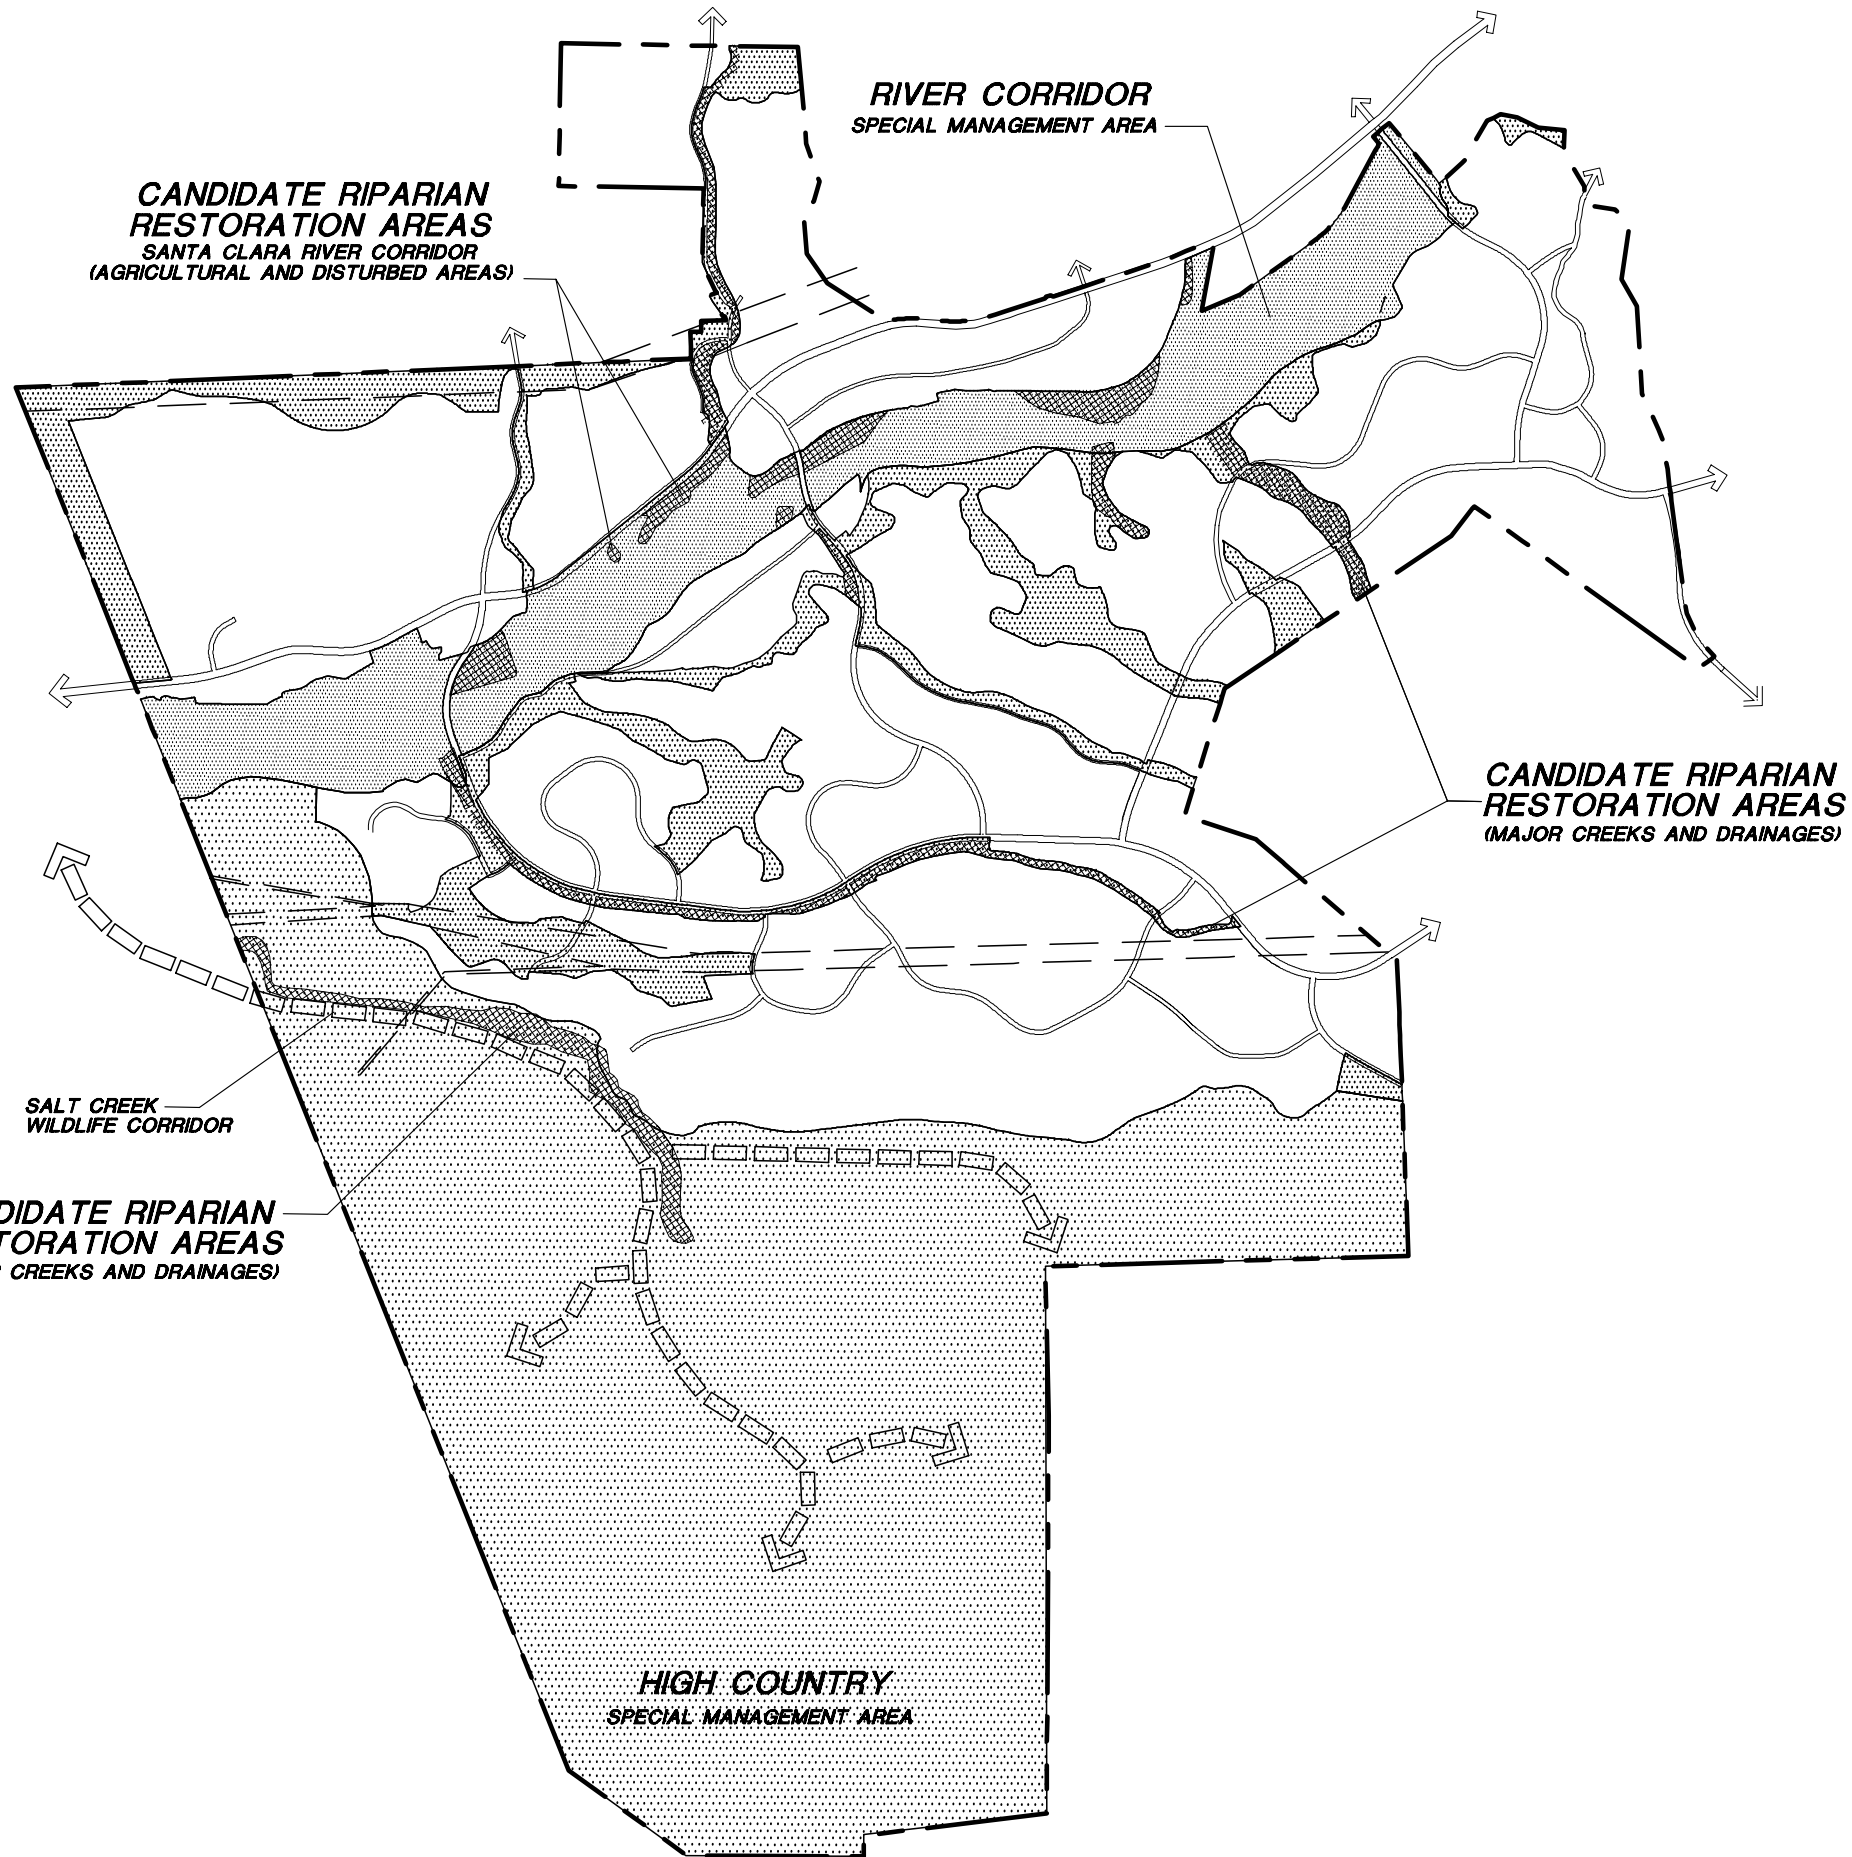 RIVER CORRIDOR
SPECIAL MANAGEMENT AREA
CANDIDATE RIPARIAN
RESTORATION AREAS
SANTA CLARA RIVER CORRIDOR
(AGRICULTURAL AND DISTURBED AREAS)
CANDIDATE RIPARIAN
RESTORATION AREAS
(MAJOR CREEKS AND DRAINAGES)
SALT CREEK
WILDLIFE CORRIDOR
DIDATE RIPARIAN
TORATION AREAS
CREEKS AND DRAINAGES)
HIGH COUNTRY
SPECIAL MANAGEMENT AREA